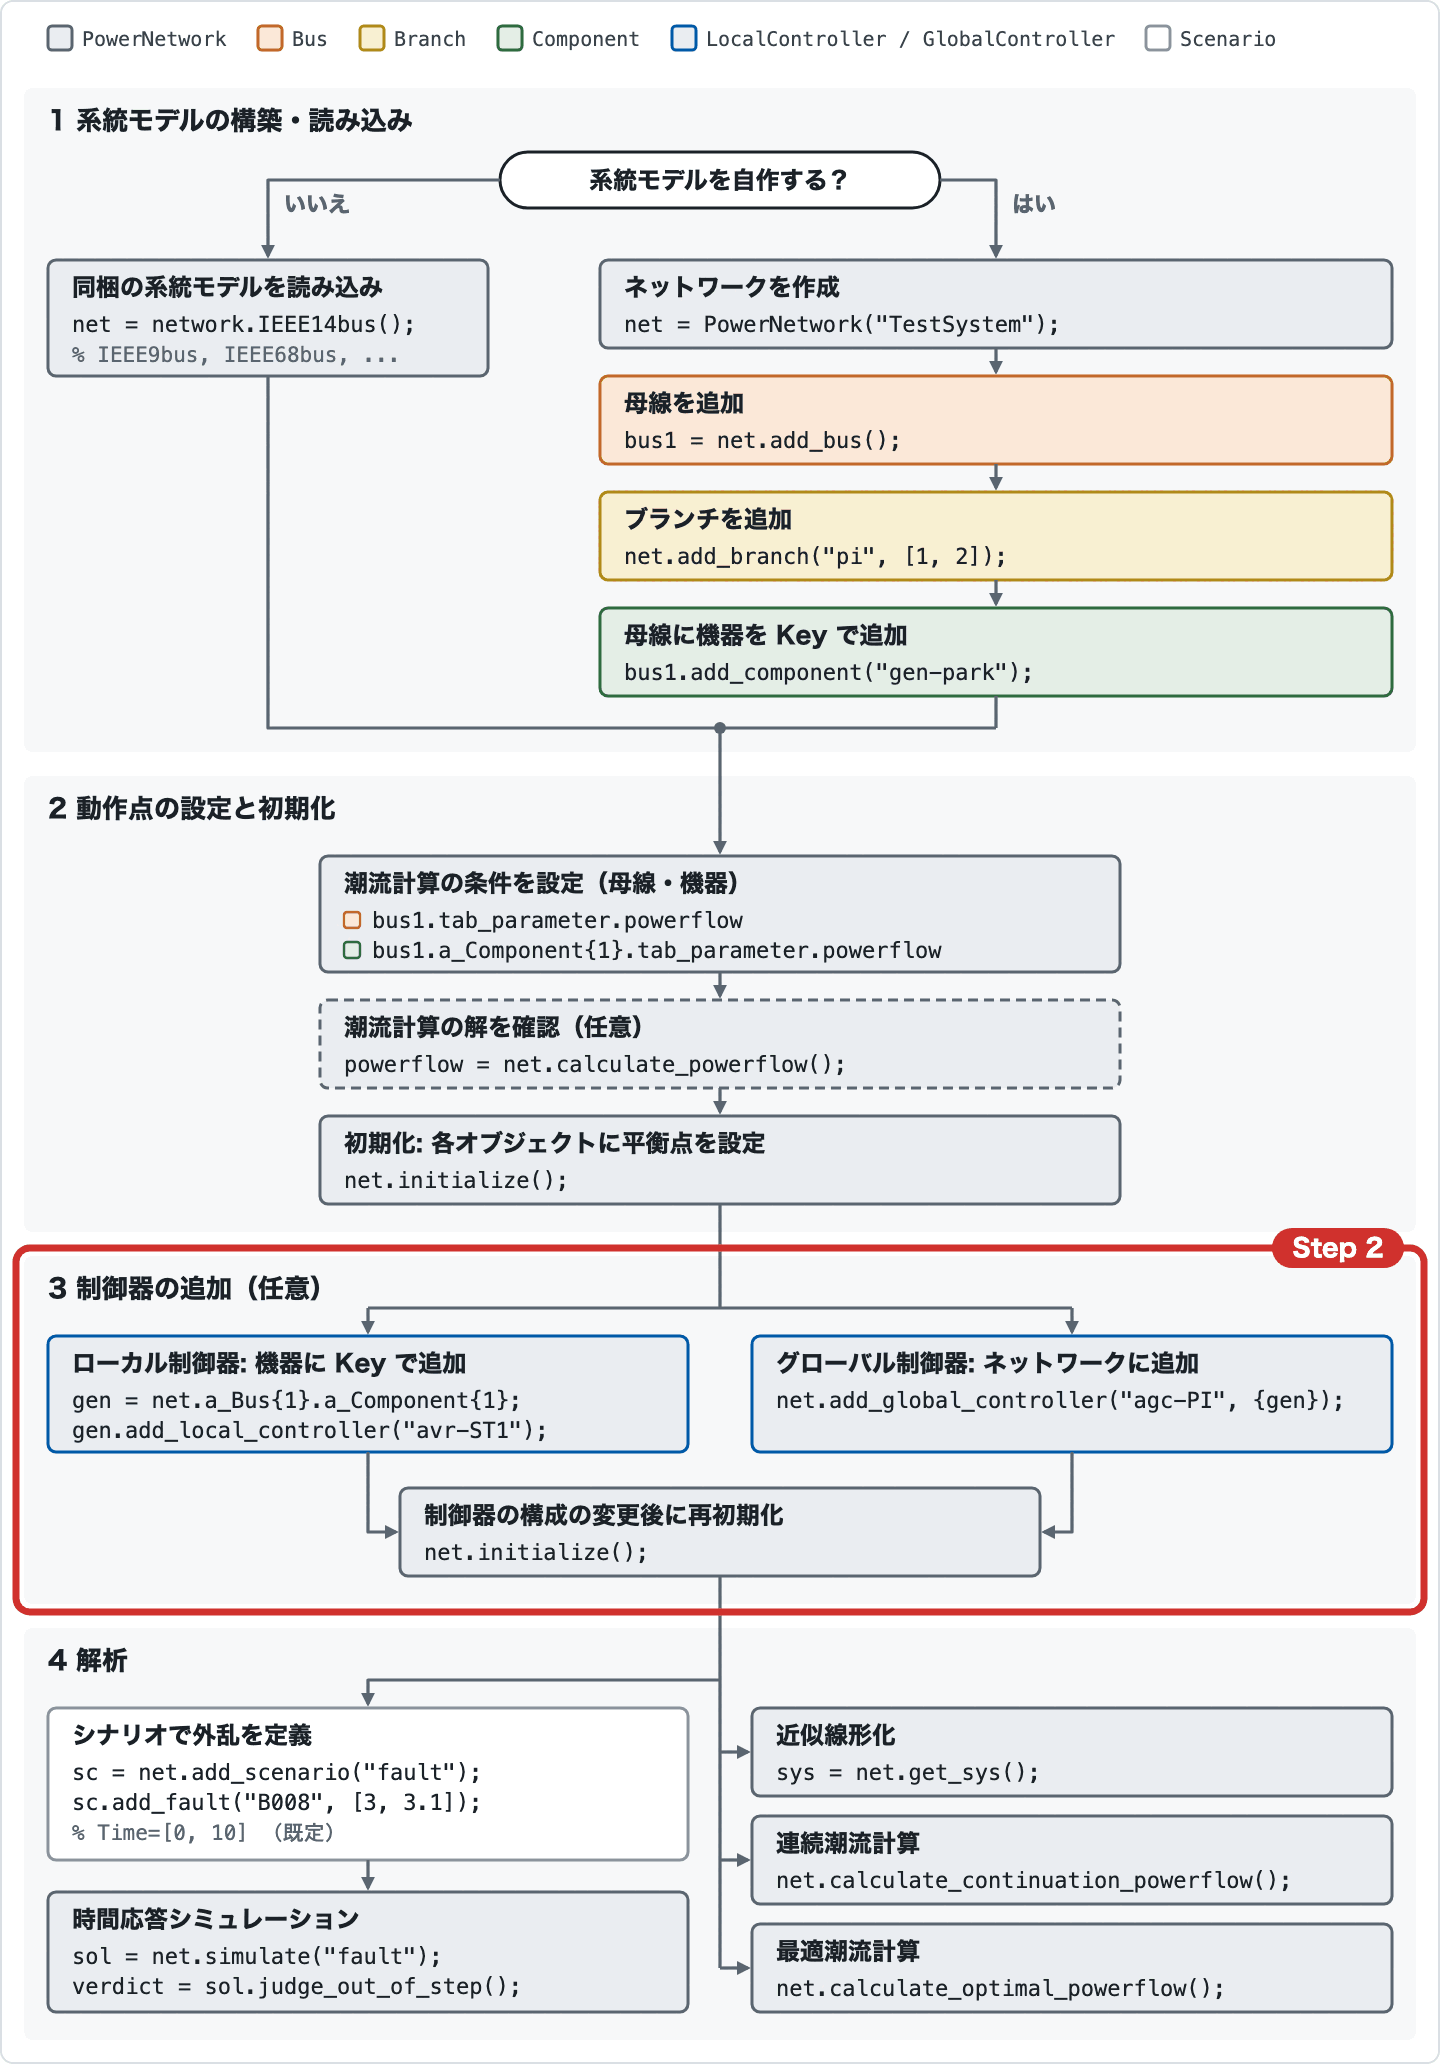 PowerNetwork Bus Branch Component LocalController / GlobalController Scenario
1 系統モデルの構築・読み込み
系統モデルを自作する？
いいえ
はい
同梱の系統モデルを読み込み
net = network.IEEE14bus();
% IEEE9bus, IEEE68bus, ...
ネットワークを作成
net = PowerNetwork("TestSystem");
母線を追加
bus1 = net.add_bus();
ブランチを追加
net.add_branch("pi", [1, 2]);
母線に機器を Key で追加
bus1.add_component("gen-park");
2 動作点の設定と初期化
潮流計算の条件を設定（母線・機器）
bus1.tab_parameter.powerflow
bus1.a_Component{1}.tab_parameter.powerflow
潮流計算の解を確認（任意）
powerflow = net.calculate_powerflow();
初期化: 各オブジェクトに平衡点を設定
net.initialize();
Step 2
3 制御器の追加（任意）
ローカル制御器: 機器に Key で追加
gen = net.a_Bus{1}.a_Component{1};
gen.add_local_controller("avr-ST1");
グローバル制御器: ネットワークに追加
net.add_global_controller("agc-PI", {gen});
制御器の構成の変更後に再初期化
net.initialize();
4 解析
シナリオで外乱を定義
sc = net.add_scenario("fault");
sc.add_fault("B008", [3, 3.1]);
% Time=[0, 10] （既定）
時間応答シミュレーション
sol = net.simulate("fault");
verdict = sol.judge_out_of_step();
近似線形化
sys = net.get_sys();
連続潮流計算
net.calculate_continuation_powerflow();
最適潮流計算
net.calculate_optimal_powerflow();